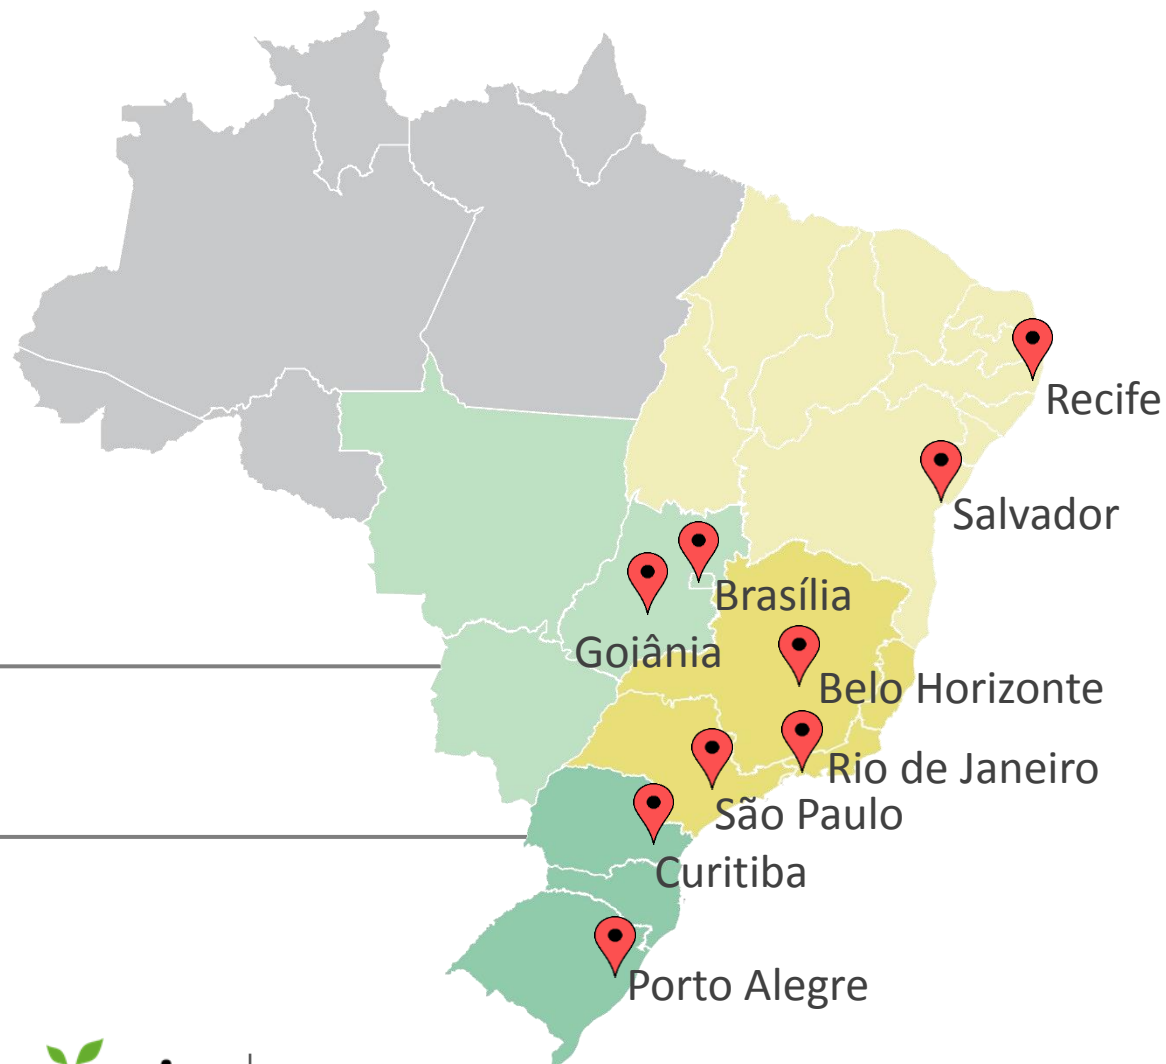 Recife
Salvador
Brasília
Goiânia
Belo Horizonte
Rio de Janeiro
São Paulo
Curitiba
Porto Alegre